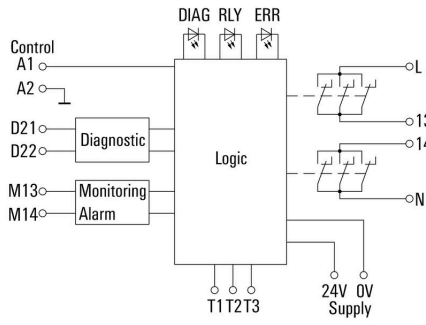 DIAG RLY ERR
Control
A1
A2
L
13
D21
D22
Diagnostic
Logic
14
M13
M14
Monitoring
Alarm
N
T1 T2 T3
24V 0V
Supply